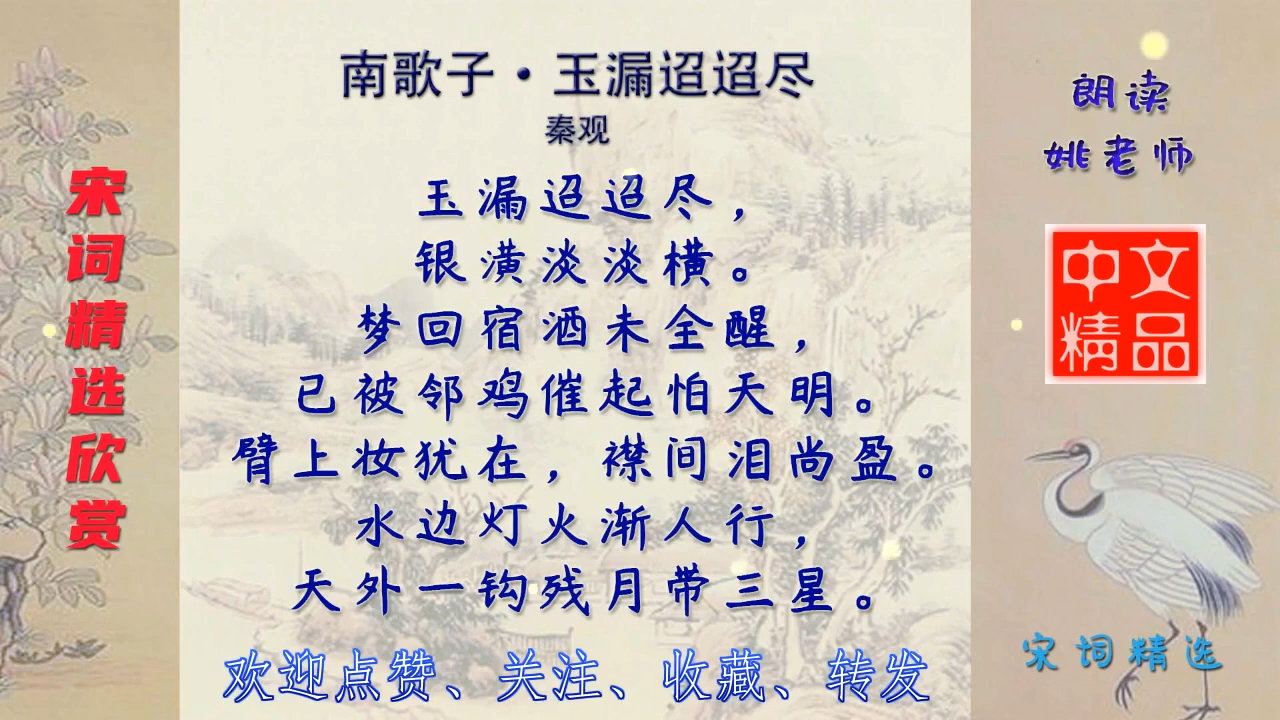 南歌子·玉漏迢迢尽
秦观
玉漏迢迢尽，
银潢淡淡横。
梦回宿酒未全醒，
已被邻鸡催起怕天明。
臂上妆犹在，襟间泪尚盈。
水边灯火渐人行，
天外一钩残月带三星。
欢迎点赞、关注、收藏、转发
宋词精选欣赏
朗读
姚老师
中文
精品
宋词精选